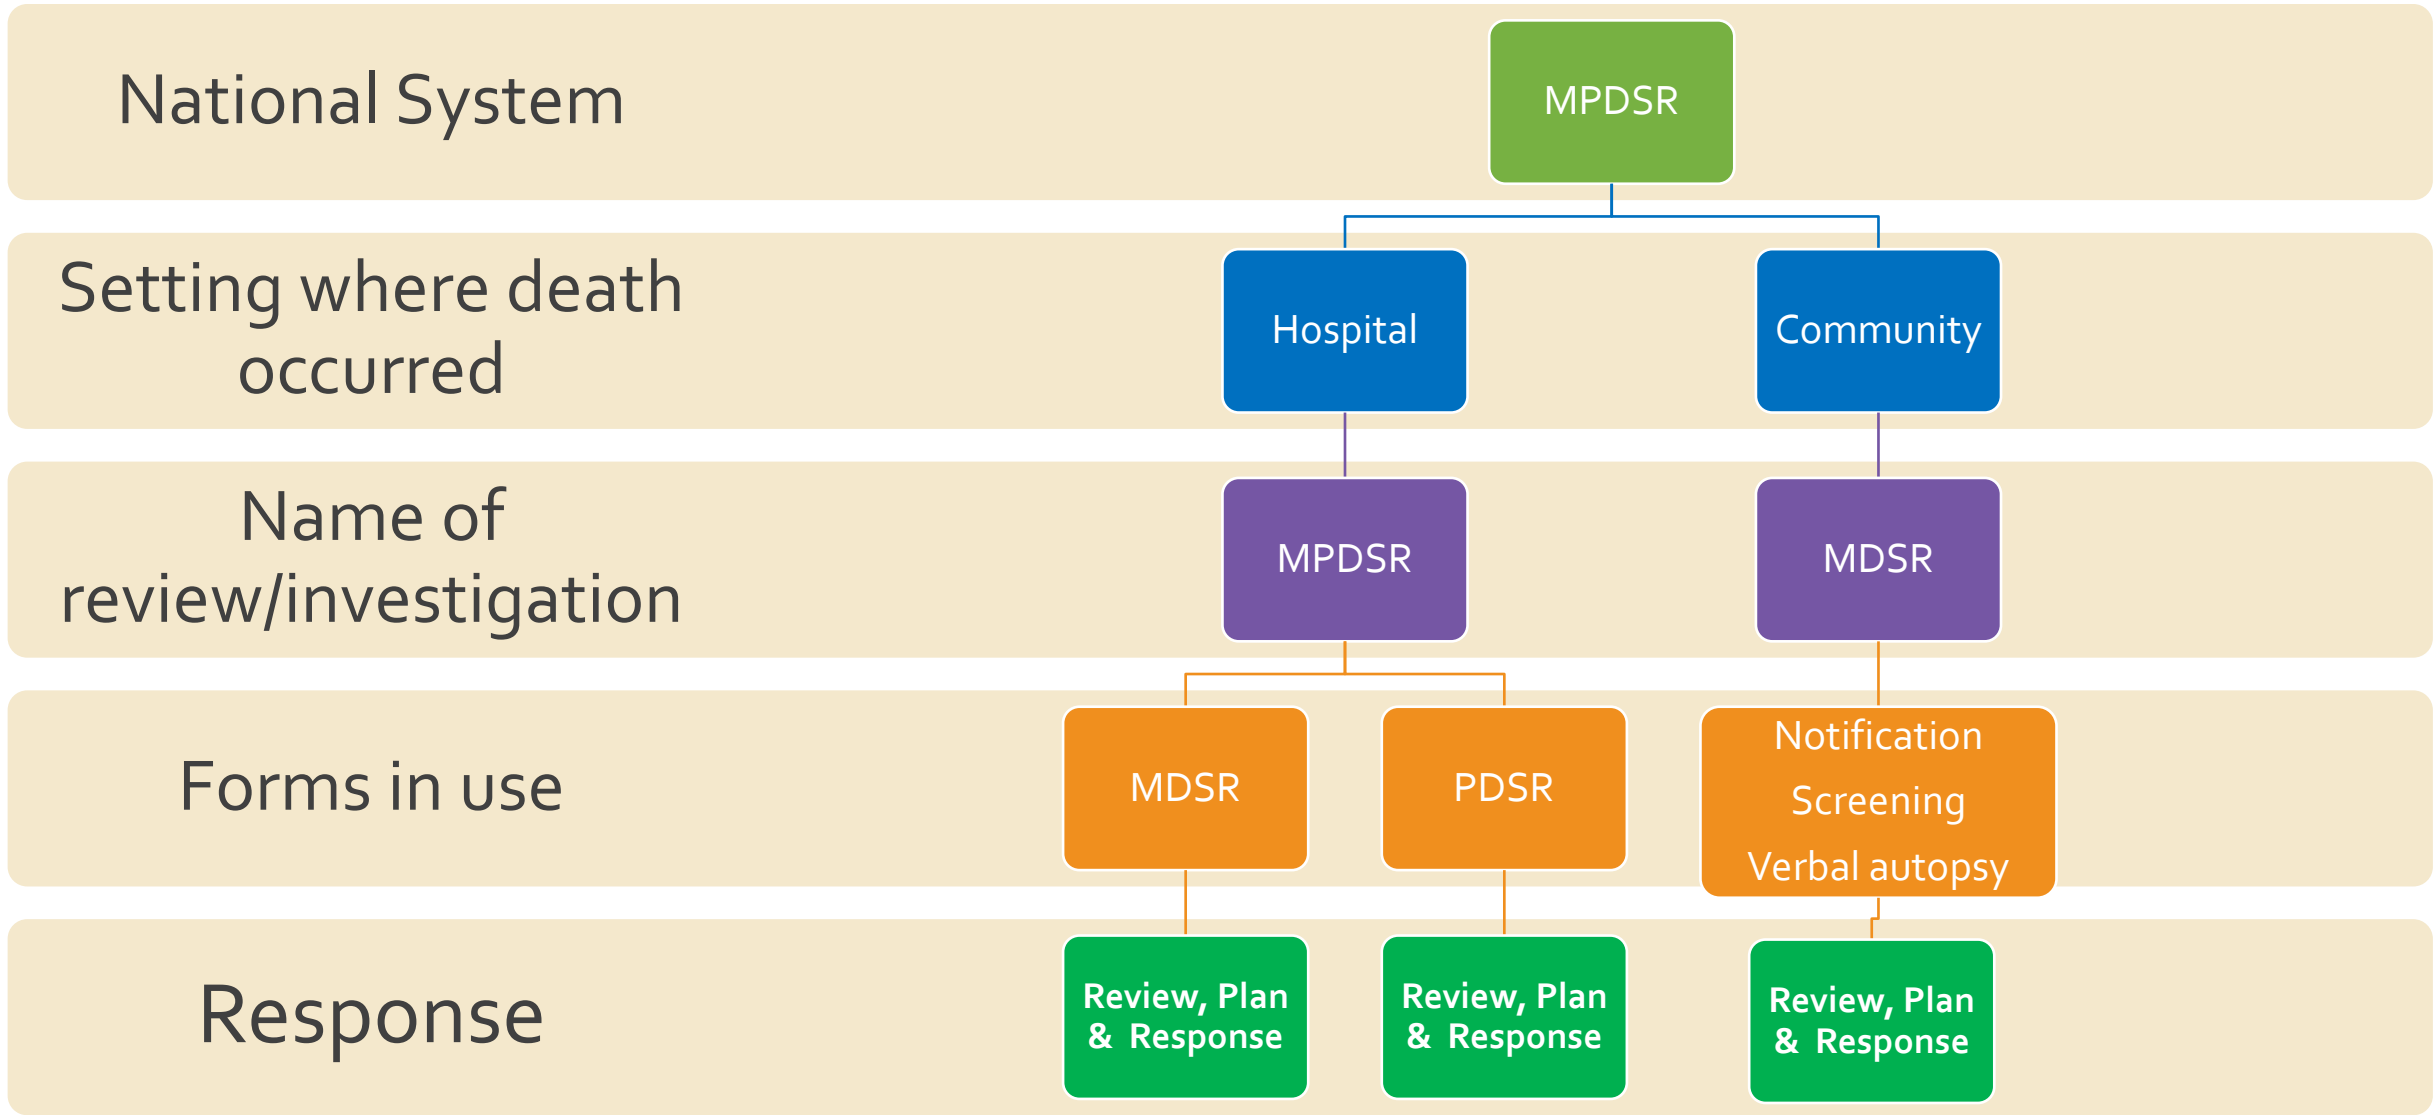 National System
MPDSR
Setting where death
occurred
Hospital
Community
Name of
review/investigation
MPDSR
MDSR
Forms in use
MDSR
PDSR
Notification
Screening
Verbal autopsy
Response
Review, Plan
& Response
Review, Plan
& Response
Review, Plan
& Response